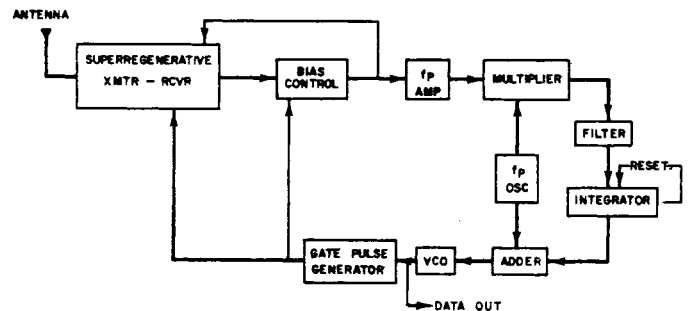 ANTENNA
SUPERREGENERATIVE
XMTR - RCVR
BIAS
CONTROL
fp
AMP
MULTIPLIER
FILTER
fp
OSC
RESET
INTEGRATOR
GATE PULSE
GENERATOR
VCO
ADDER
DATA OUT